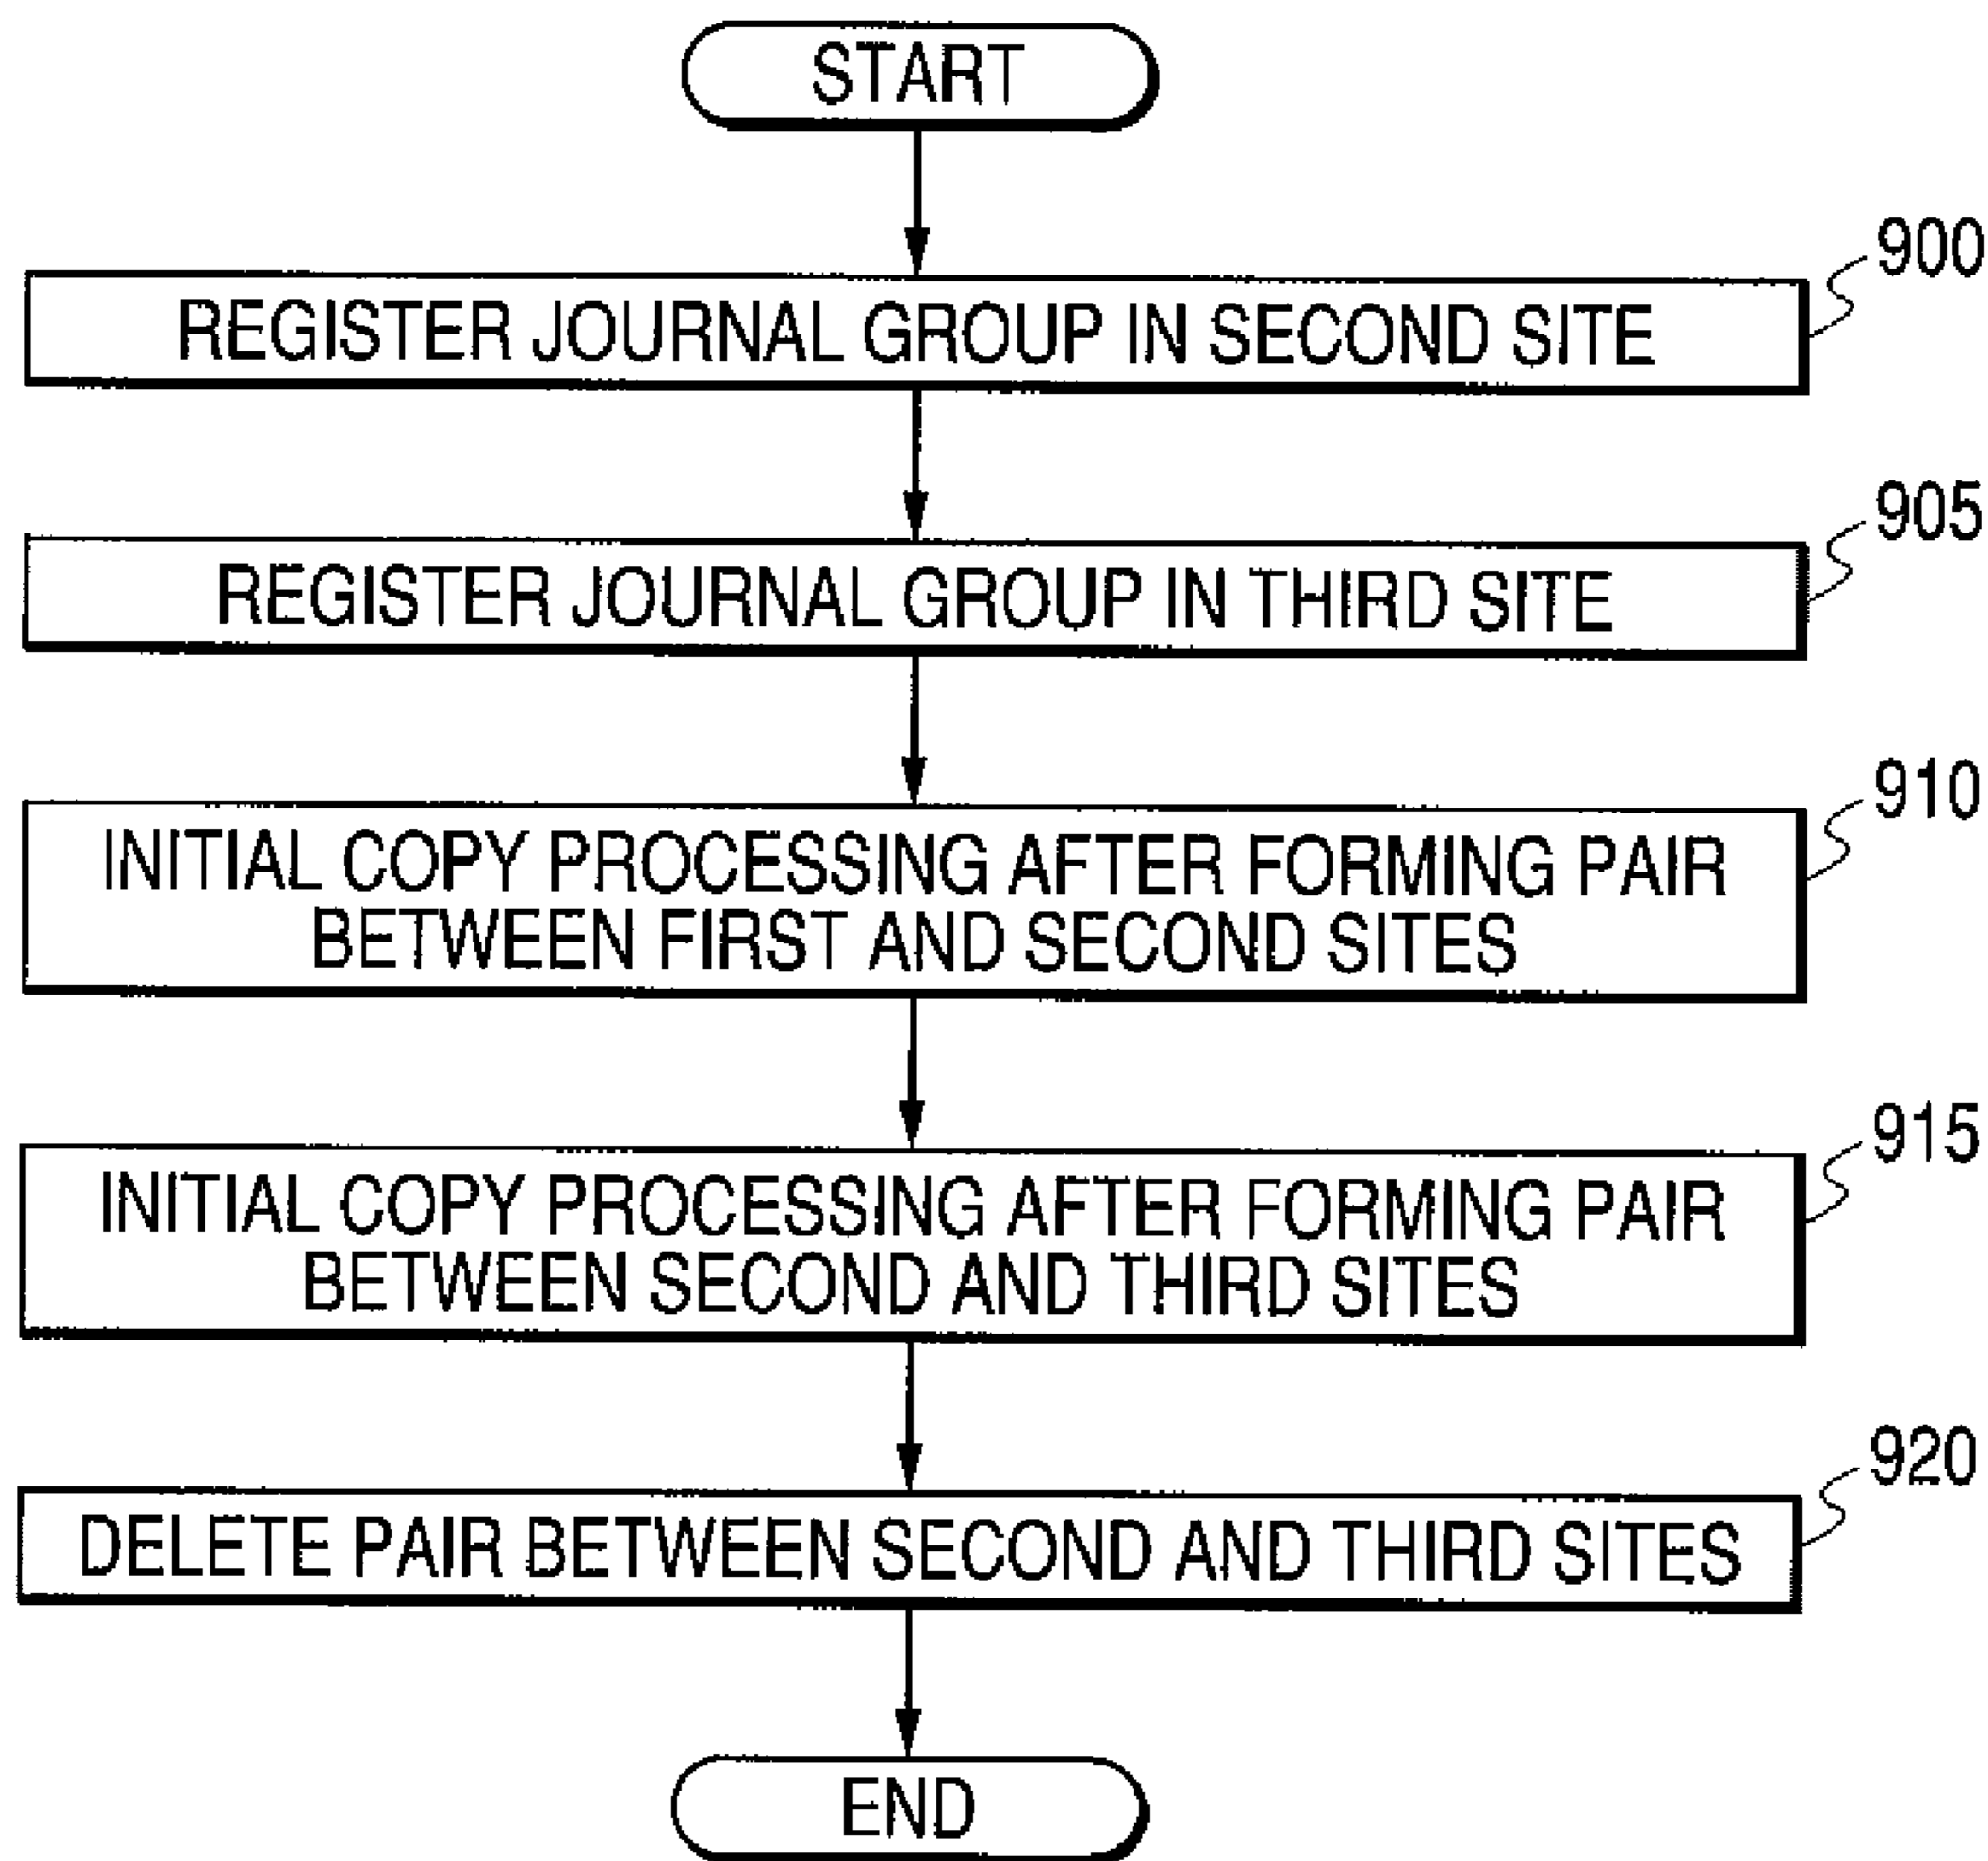 START
900
REGISTER JOURNAL GROUP IN SECOND SITE
905
REGISTER JOURNAL GROUP IN THIRD SITE
910
INITIAL COPY PROCESSING AFTER FORMING PAIR
BETWEEN FIRST AND SECOND SITES
915
INITIAL COPY PROCESSING AFTER FORMING PAIR
BETWEEN SECOND AND THIRD SITES
920
DELETE PAIR BETWEEN SECOND AND THIRD SITES
END